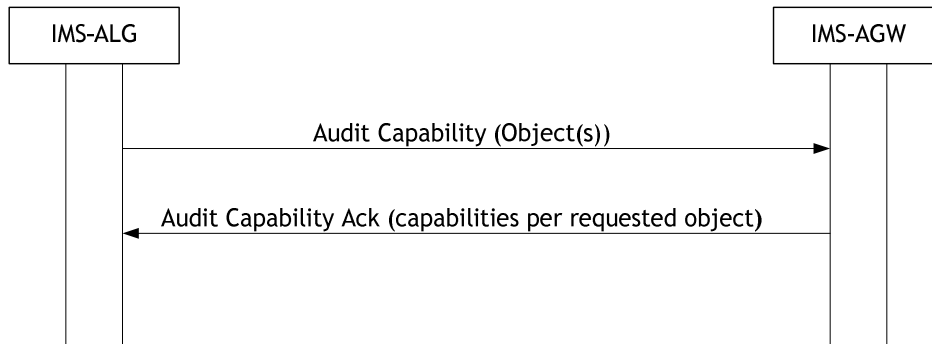 IMS-ALG
IMS-AGW
Audit Capability (Object(s))
Audit Capability Ack (capabilities per requested object)